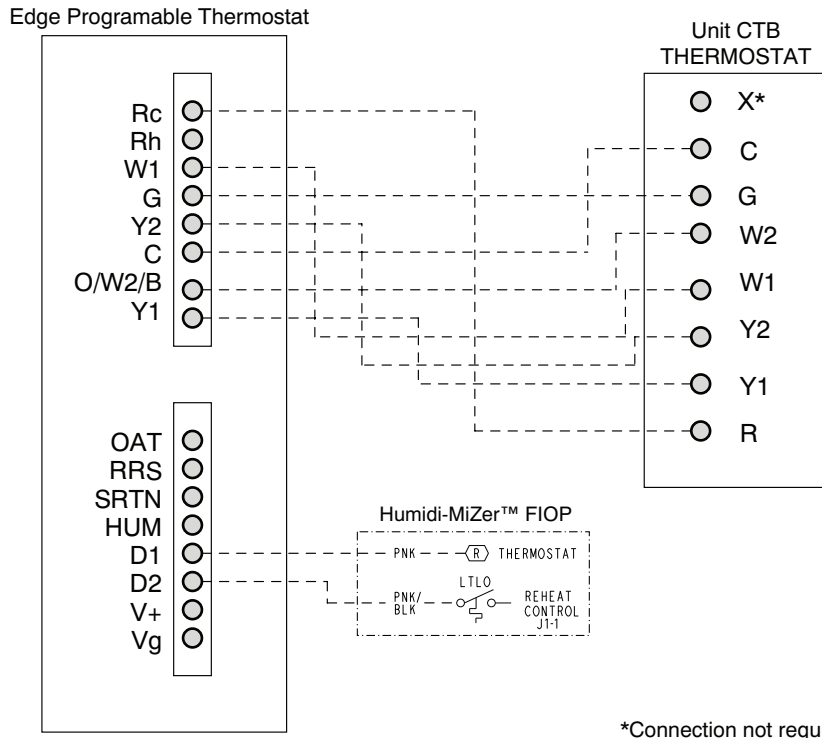 Edge Programable Thermostat
Rc
Rh
W1
G
Y2
C
O/W2/B
Y1
OAT
RRS
SRTN
HUM
D1
D2
V+
Vg
Unit CTB
THERMOSTAT
X*
C
G
W2
W1
Y2
Y1
R
Humidi-MiZer™ FIOP
PNK R THERMOSTAT
LTLO
PNK/
BLK
REHEAT
CONTROL
J1-1
*Connection not requ